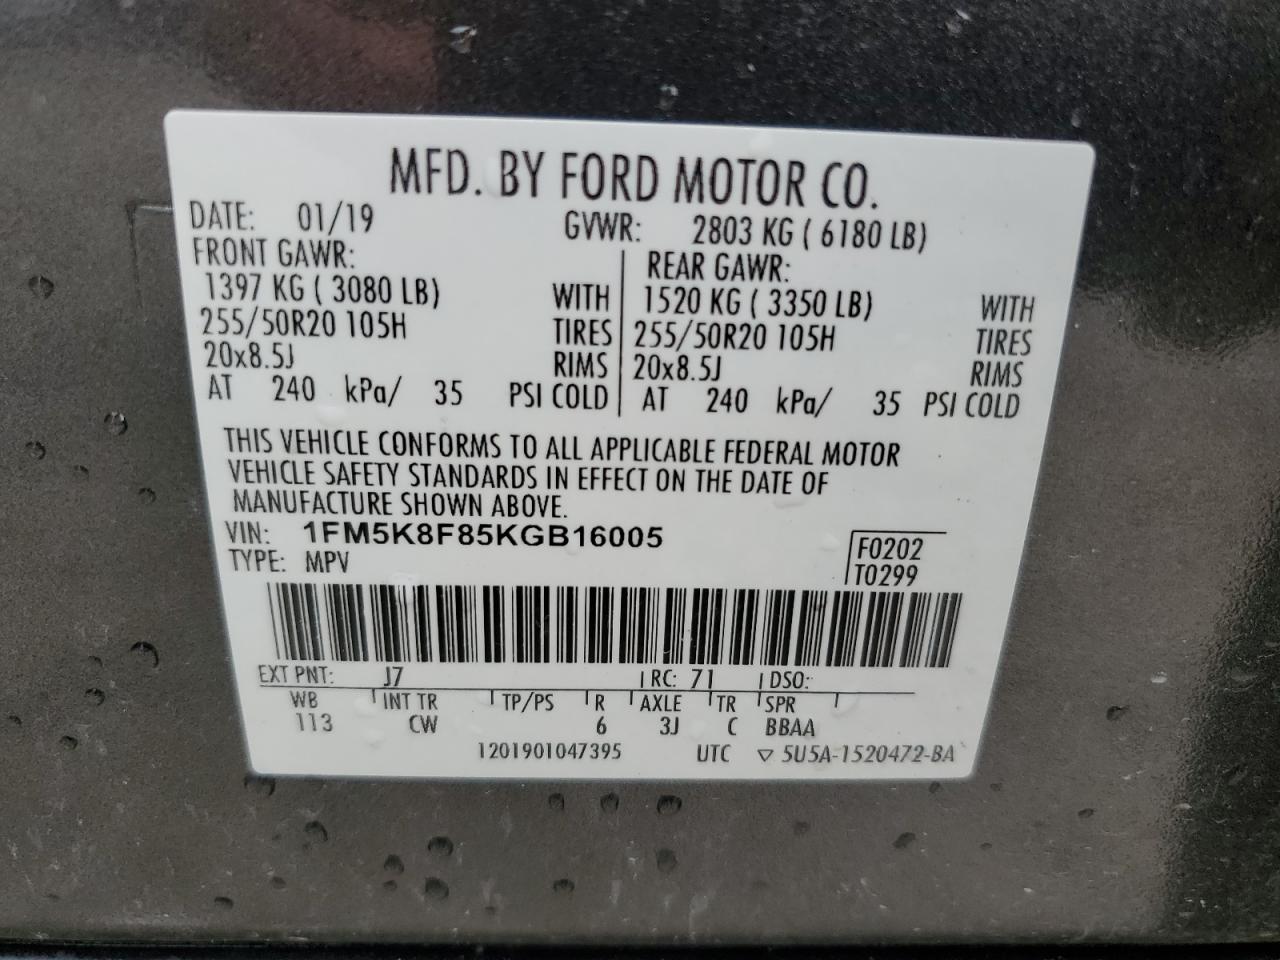 MFD. BY FORD MOTOR CO.
DATE: 01/19 GVWR: 2803 KG ( 6180 LB)
FRONT GAWR: REAR GAWR:
1397 KG ( 3080 LB) WITH 1520 KG ( 3350 LB) WITH
255/50R20 105H TIRES 255/50R20 105H TIRES
20x8.5J RIMS 20x8.5J RIMS
AT 240 kPa/ 35 PSI COLD AT 240 kPa/ 35 PSI COLD
THIS VEHICLE CONFORMS TO ALL APPLICABLE FEDERAL MOTOR
VEHICLE SAFETY STANDARDS IN EFFECT ON THE DATE OF
MANUFACTURE SHOWN ABOVE.
VIN: 1FM5K8F85KGB16005 F0202
TYPE: MPV T0299
EXT PNT: J7 RC: 71 DSO:
WB INT TR TP/PS R AXLE TR SPR
113 CW 6 3J C BBAA
1201901047395 UTC ▽ 5U5A-1520472-BA